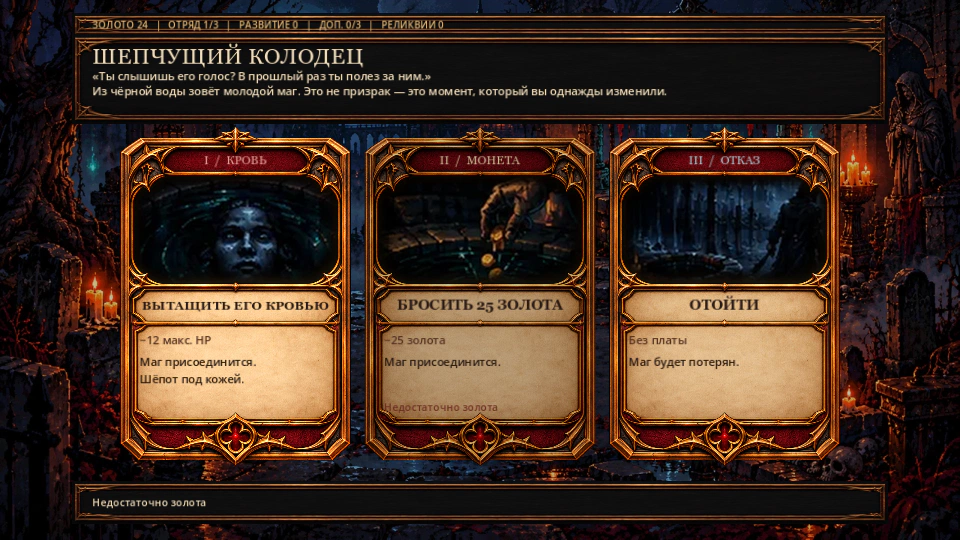 ЗОЛОТО 24 | ОТРЯД 1/3 | РАЗВИТИЕ 0 | ДОП. 0/3 | РЕЛИКВИИ 0
ШЕПЧУЩИЙ КОЛОДЕЦ
«Ты слышишь его голос? В прошлый раз ты полез за ним.»
Из чёрной воды зовёт молодой маг. Это не призрак — это момент, который вы однажды изменили.
I / КРОВЬ
ВЫТАЩИТЬ ЕГО КРОВЬЮ
−12 макс. HP
Маг присоединится.
Шёпот под кожей.
II / МОНЕТА
БРОСИТЬ 25 ЗОЛОТА
−25 золота
Маг присоединится.
Недостаточно золота
III / ОТКАЗ
ОТОЙТИ
Без платы
Маг будет потерян.
Недостаточно золота